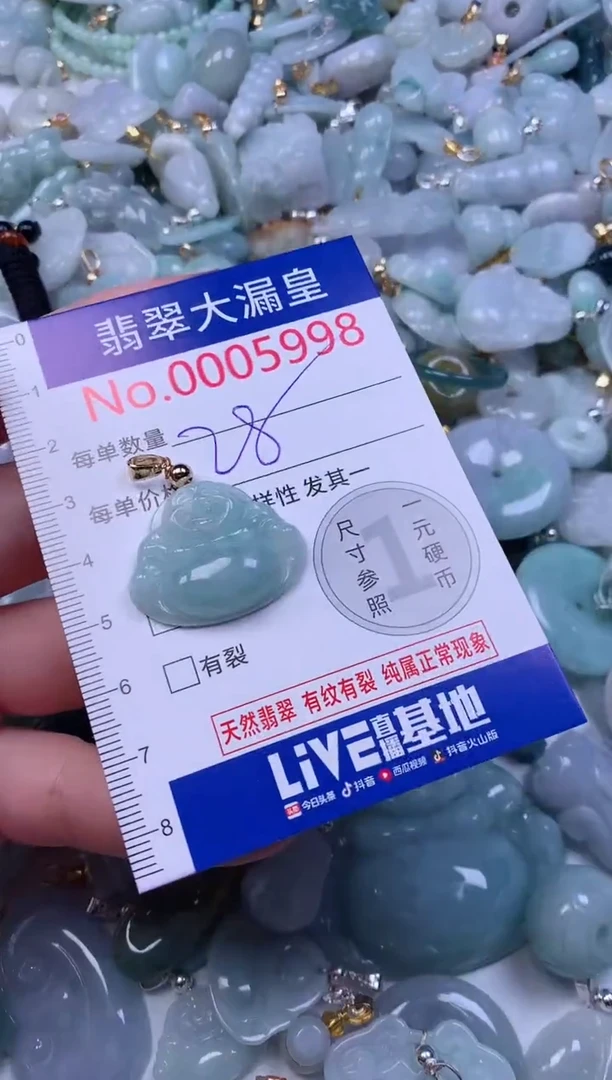 翡翠大漏皇
No.0005998
每单数量 28
每单价
样性 发其一
一元硬币
1
尺寸参照
有裂
天然翡翠 有纹有裂 纯属正常现象
LiVE直播基地
头条 今日头条 抖音 西瓜视频 抖音火山版
0
1
2
3
4
5
6
7
8